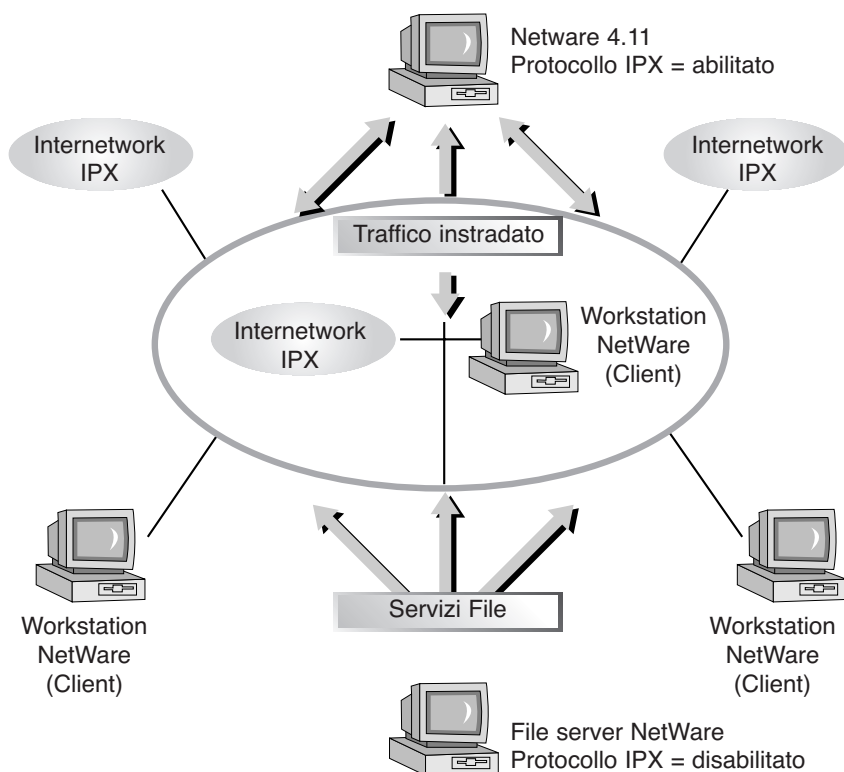 Netware 4.11
Protocollo IPX = abilitato
Internetwork
IPX
Internetwork
IPX
Traffico instradato
Internetwork
IPX
Workstation
NetWare
(Client)
Servizi File
Workstation
NetWare
(Client)
Workstation
NetWare
(Client)
File server NetWare
Protocollo IPX = disabilitato